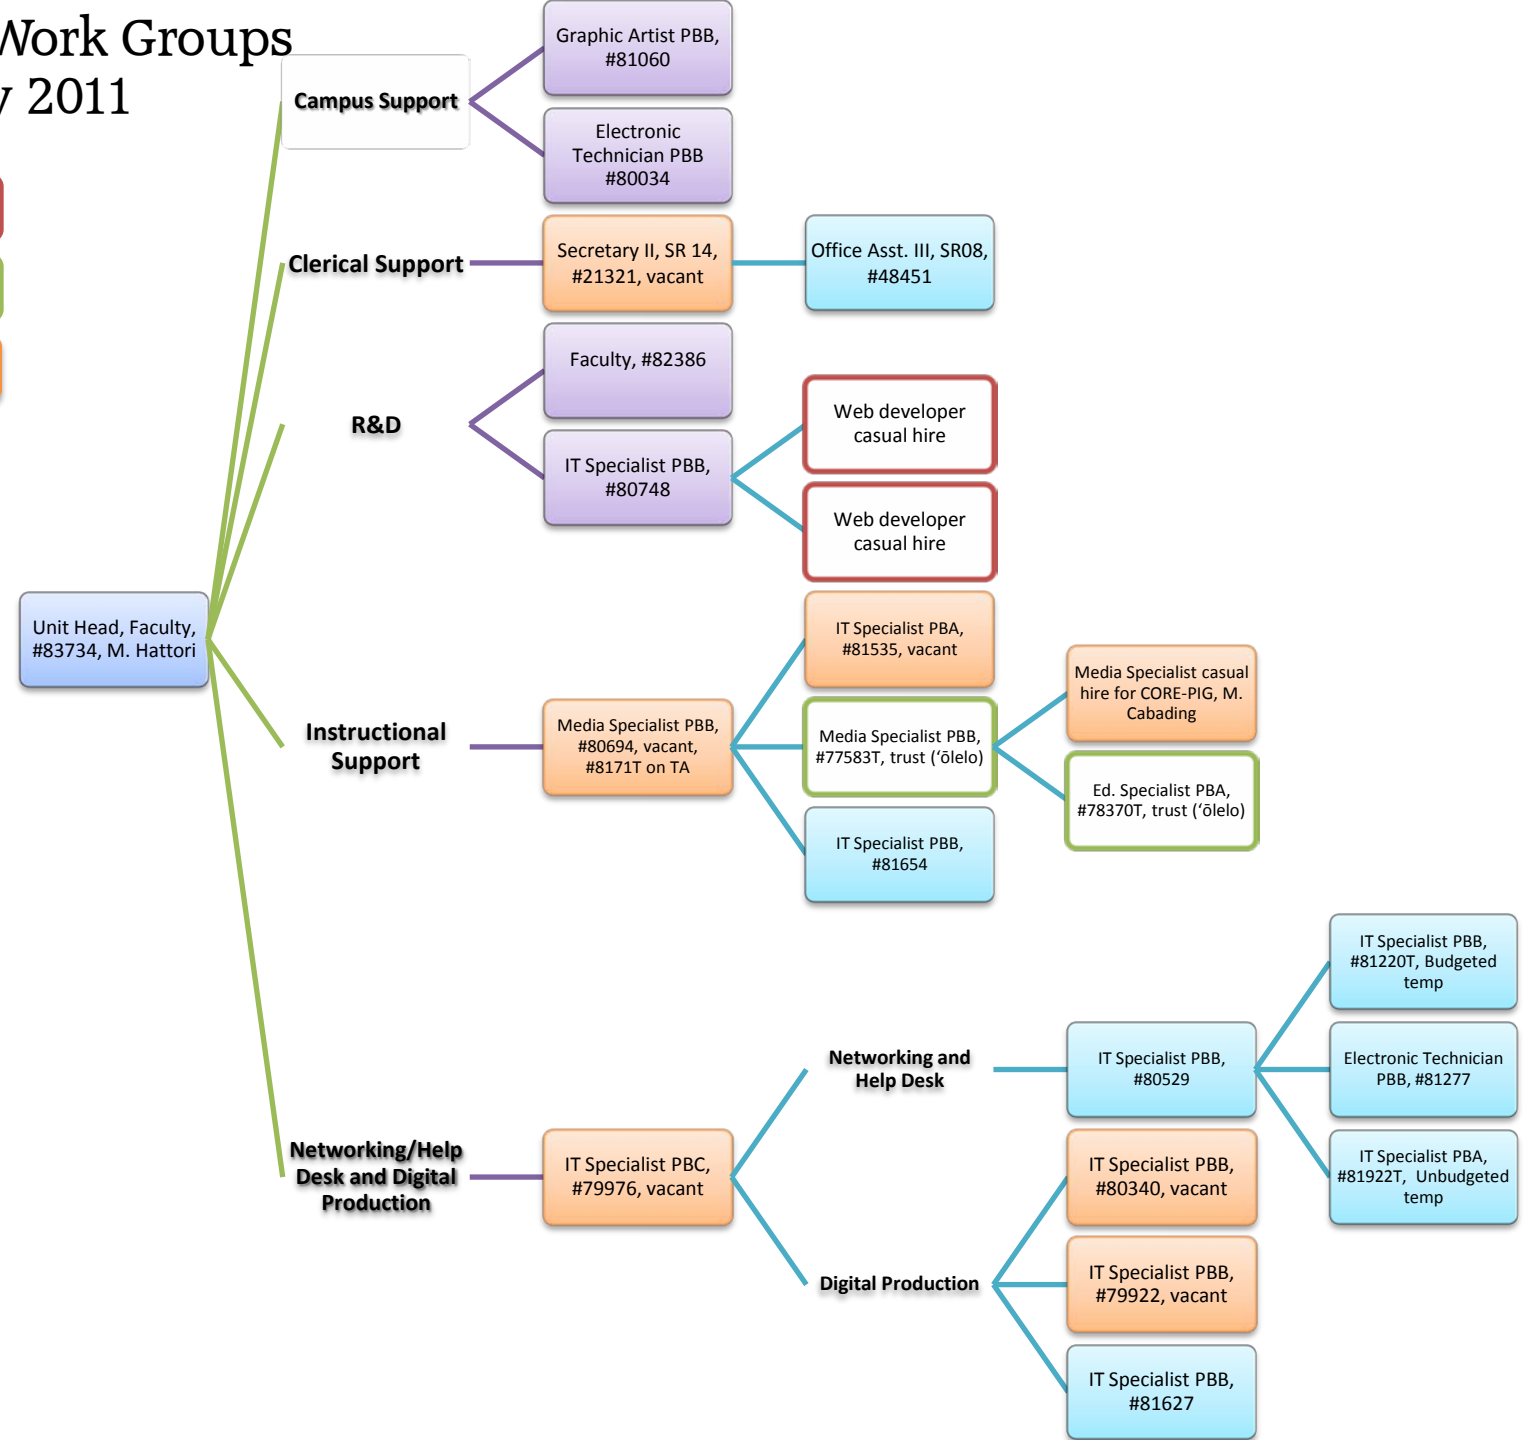 Work Groups
2011
Campus Support
Graphic Artist PBB,
#81060
Electronic
Technician PBB
#80034
Clerical Support
Secretary II, SR 14,
#21321, vacant
Office Asst. III, SR08,
#48451
R&D
Faculty, #82386
IT Specialist PBB,
#80748
Web developer
casual hire
Web developer
casual hire
Unit Head, Faculty,
#83734, M. Hattori
Instructional
Support
Media Specialist PBB,
#80694, vacant,
#8171T on TA
IT Specialist PBA,
#81535, vacant
Media Specialist PBB,
#77583T, trust (ʻōlelo)
IT Specialist PBB,
#81654
Media Specialist casual
hire for CORE-PIG, M.
Cabading
Ed. Specialist PBA,
#78370T, trust (ʻōlelo)
Networking/Help
Desk and Digital
Production
IT Specialist PBC,
#79976, vacant
Networking and
Help Desk
IT Specialist PBB,
#80529
IT Specialist PBB,
#81220T, Budgeted
temp
Electronic Technician
PBB, #81277
IT Specialist PBA,
#81922T, Unbudgeted
temp
Digital Production
IT Specialist PBB,
#80340, vacant
IT Specialist PBB,
#79922, vacant
IT Specialist PBB,
#81627